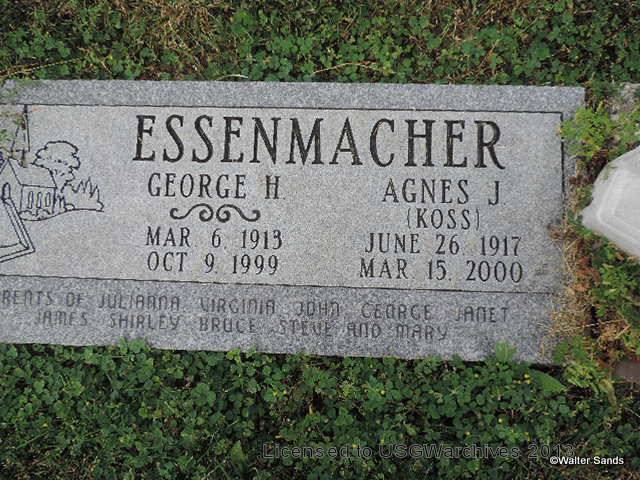 ESSENMACHER
GEORGE H
MAR 6, 1913
OCT 9, 1999
AGNES J
(KOSS)
JUNE 26, 1917
MAR 15, 2000
RENTS OF JULIANNA VIRGINIA JOHN GEORGE JANET
JAMES SHIRLEY BRUCE STEVE AND MARY
Licensed to USGWarchives 2013
©Walter Sands